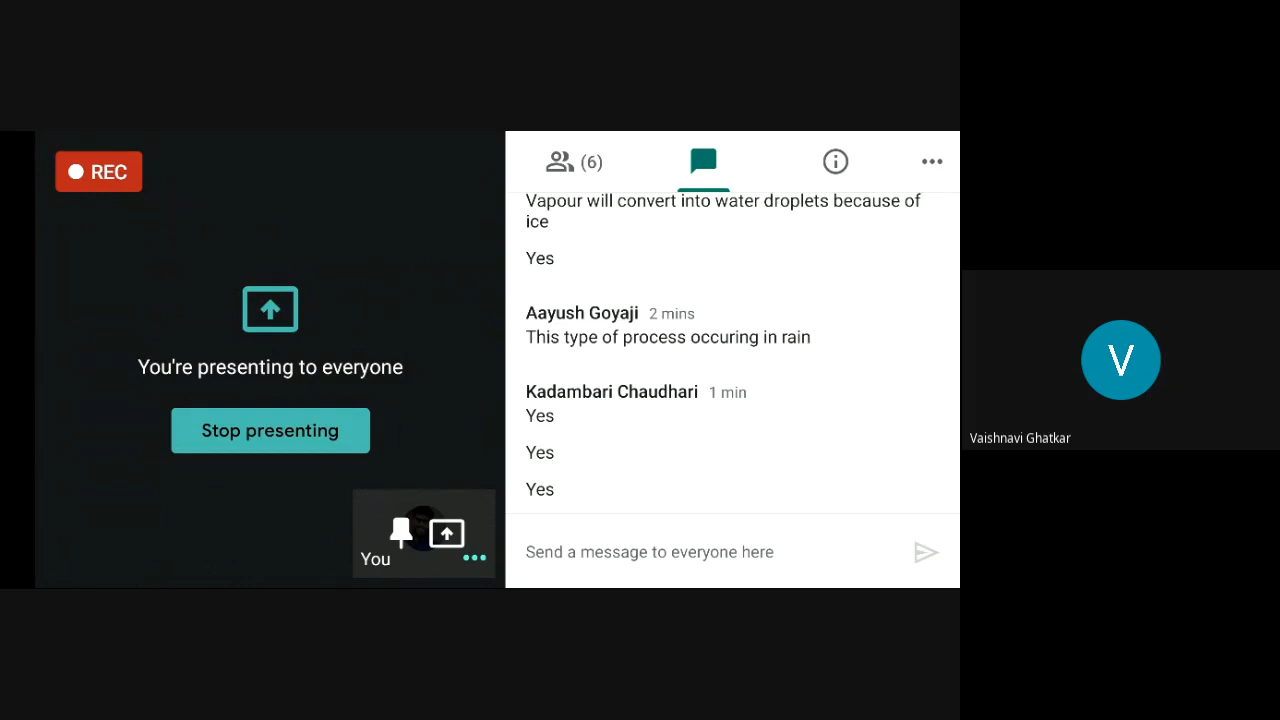 REC
You're presenting to everyone
Stop presenting
You
(6)
Vapour will convert into water droplets because of
ice
Yes
Aayush Goyaji 2 mins
This type of process occuring in rain
Kadambari Chaudhari 1 min
Yes
Yes
Yes
Send a message to everyone here
V
Vaishnavi Ghatkar